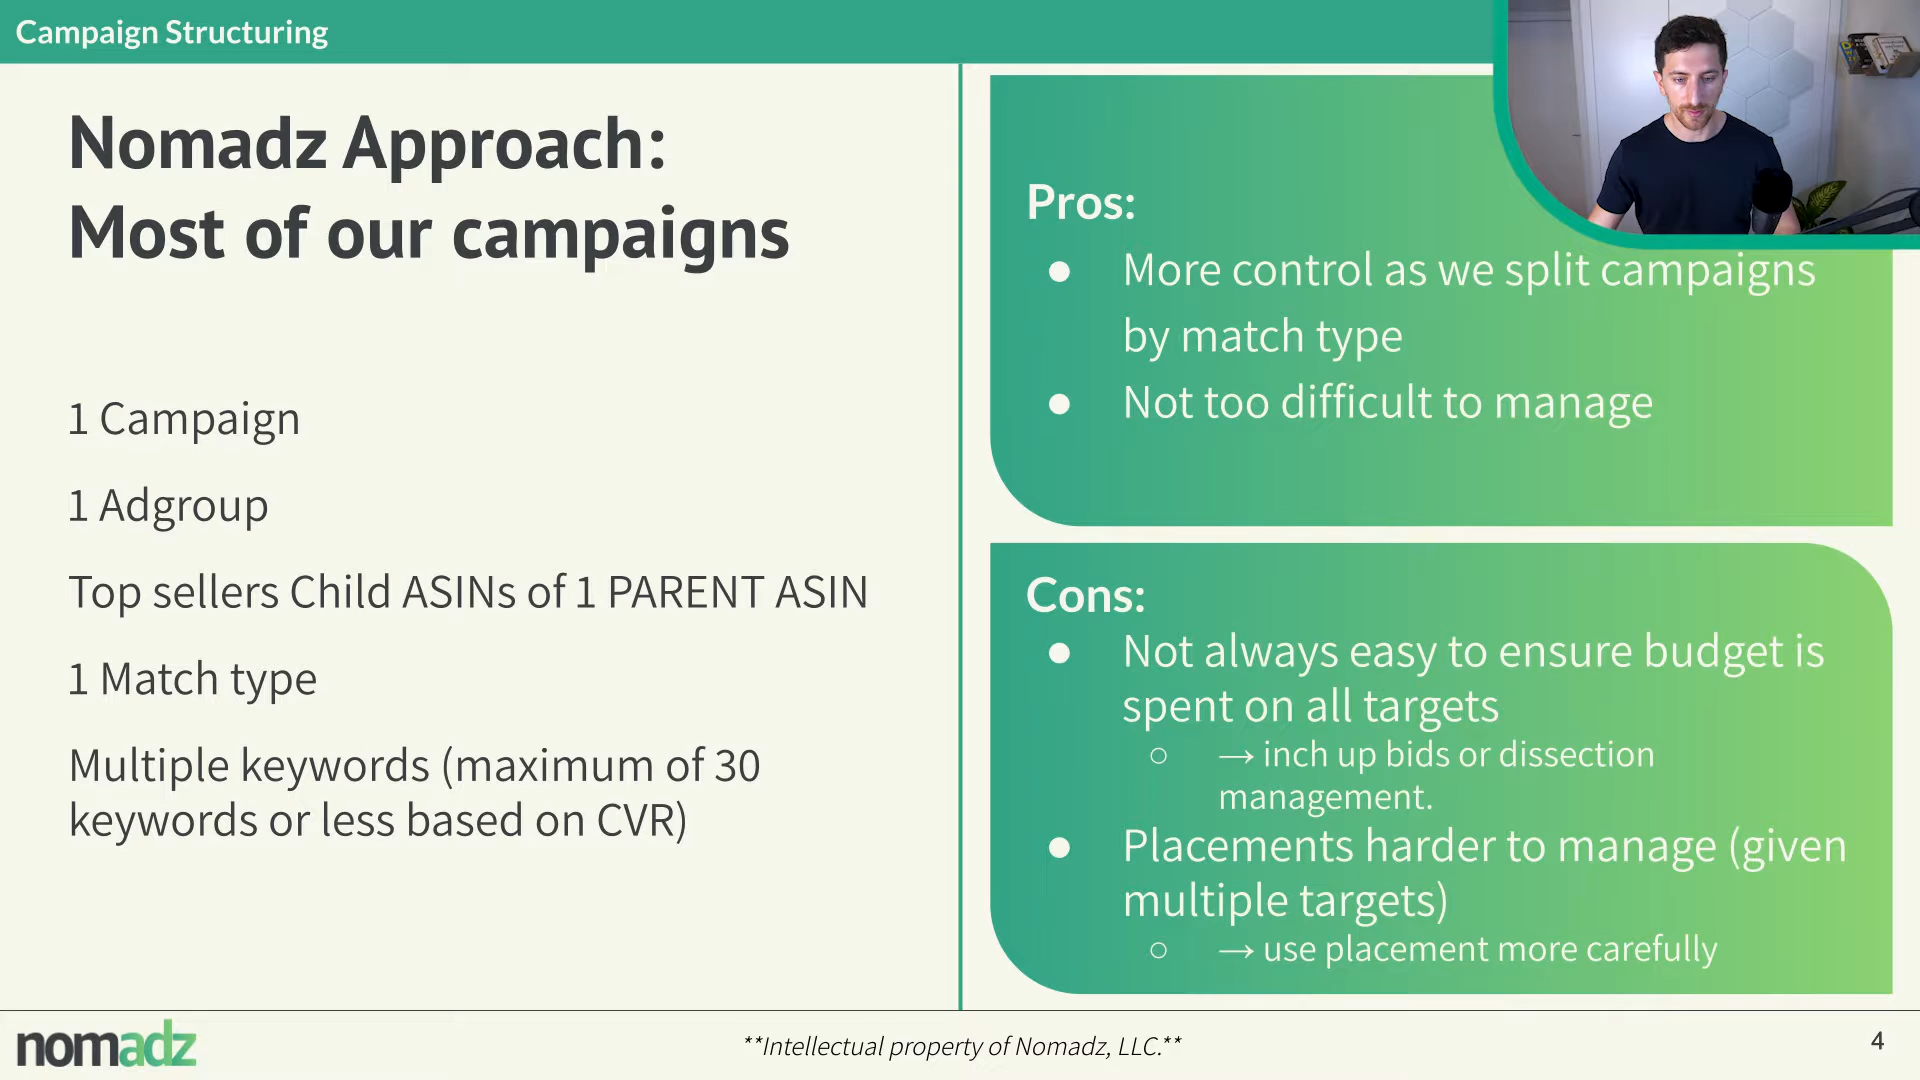 Campaign Structuring
Nomadz Approach:
Most of our campaigns
1 Campaign
1 Adgroup
Top sellers Child ASINs of 1 PARENT ASIN
1 Match type
Multiple keywords (maximum of 30
keywords or less based on CVR)
Pros:
● More control as we split campaigns
by match type
● Not too difficult to manage
Cons:
● Not always easy to ensure budget is
spent on all targets
○ → inch up bids or dissection
management.
● Placements harder to manage (given
multiple targets)
○ → use placement more carefully
nomadz
**Intellectual property of Nomadz, LLC.**
4